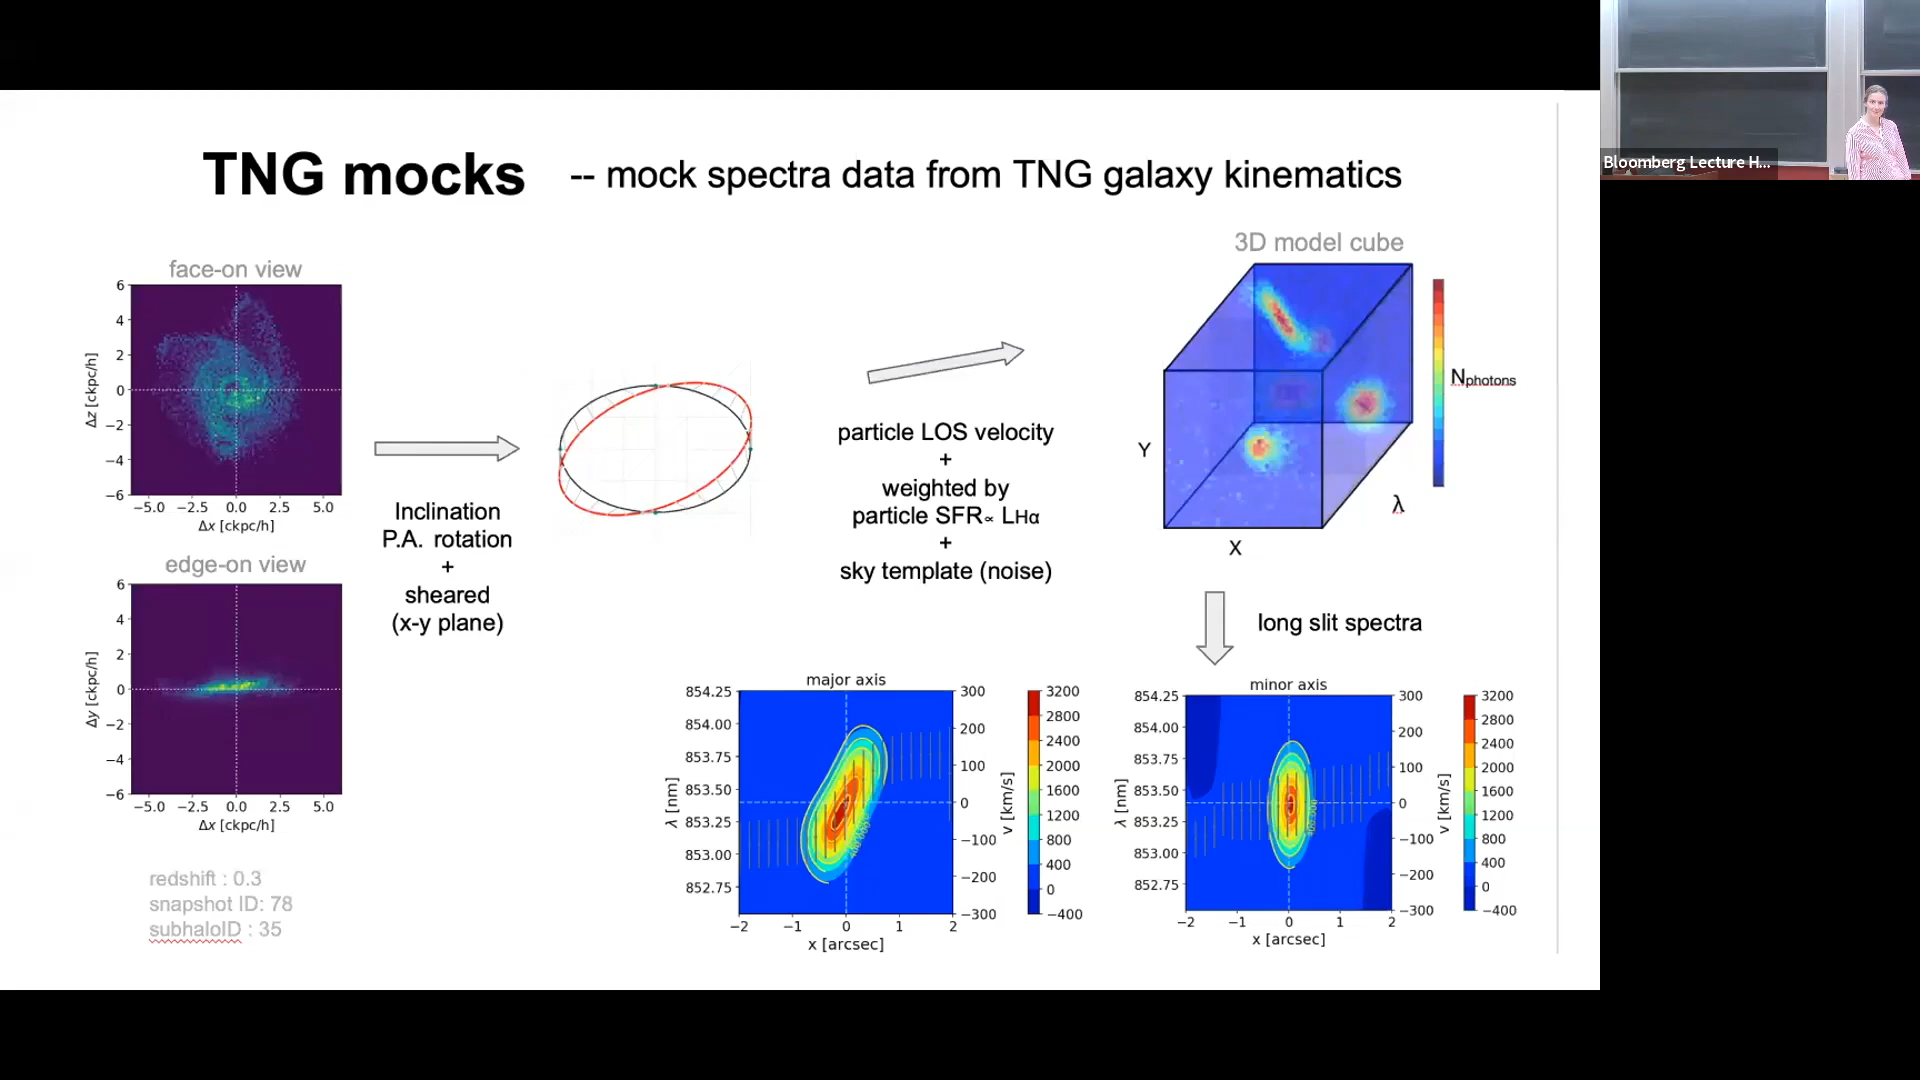 TNG mocks -- mock spectra data from TNG galaxy kinematics
Bloomberg Lecture H...
face-on view
6
4
2
0
−2
−4
−6
Δz [ckpc/h]
−5.0 −2.5 0.0 2.5 5.0
Δx [ckpc/h]
edge-on view
6
4
2
0
−2
−4
−6
Δy [ckpc/h]
−5.0 −2.5 0.0 2.5 5.0
Δx [ckpc/h]
redshift : 0.3
snapshot ID: 78
subhaloID : 35
Inclination
P.A. rotation
+
sheared
(x-y plane)
particle LOS velocity
+
weighted by
particle SFR∝ LHα
+
sky template (noise)
3D model cube
Nphotons
Y
λ
X
long slit spectra
major axis
854.25
854.00
853.75
853.50
853.25
853.00
852.75
λ [nm]
300
200
100
0
−100
−200
−300
v [km/s]
3200
2800
2400
2000
1600
1200
800
400
0
−400
−2 −1 0 1 2
x [arcsec]
minor axis
854.25
854.00
853.75
853.50
853.25
853.00
852.75
λ [nm]
300
200
100
0
−100
−200
−300
v [km/s]
3200
2800
2400
2000
1600
1200
800
400
0
−400
−2 −1 0 1 2
x [arcsec]